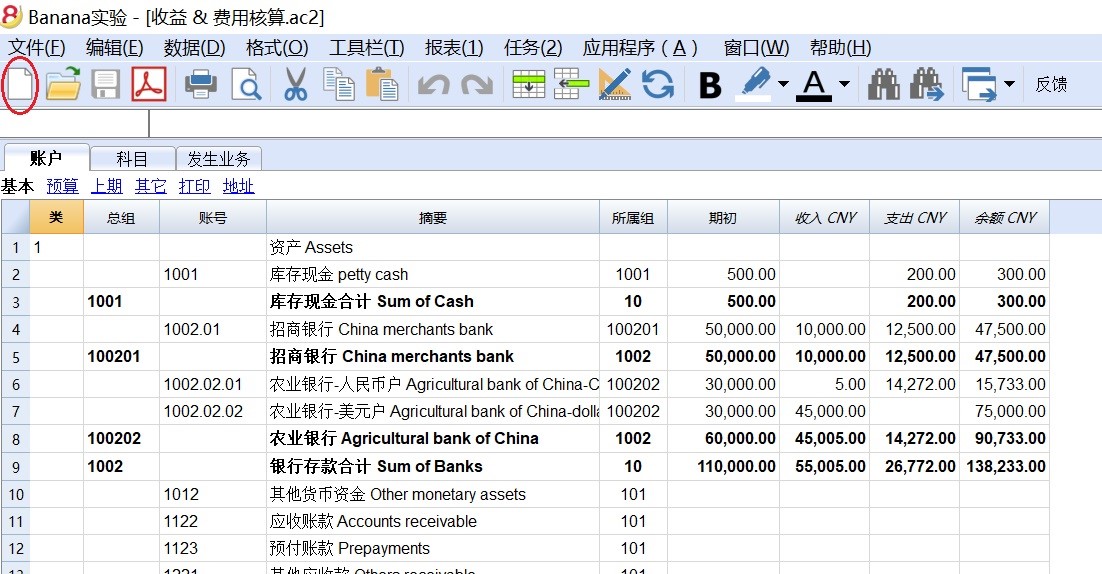 Banana实验 - [收益 & 费用核算.ac2]
文件(F) 编辑(E) 数据(D) 格式(O) 工具栏(T) 报表(1) 任务(2) 应用程序（A） 窗口(W) 帮助(H)
B A 反馈
账户 科目 发生业务
基本 预算 上期 其它 打印 地址
类 总组 账号 摘要 所属组 期初 收入 CNY 支出 CNY 余额 CNY
1 1 资产 Assets
2 1001 库存现金 petty cash 1001 500.00 200.00 300.00
3 1001 库存现金合计 Sum of Cash 10 500.00 200.00 300.00
4 1002.01 招商银行 China merchants bank 100201 50,000.00 10,000.00 12,500.00 47,500.00
5 100201 招商银行 China merchants bank 1002 50,000.00 10,000.00 12,500.00 47,500.00
6 1002.02.01 农业银行-人民币户 Agricultural bank of China-C 100202 30,000.00 5.00 14,272.00 15,733.00
7 1002.02.02 农业银行-美元户 Agricultural bank of China-dolla 100202 30,000.00 45,000.00 75,000.00
8 100202 农业银行 Agricultural bank of China 1002 60,000.00 45,005.00 14,272.00 90,733.00
9 1002 银行存款合计 Sum of Banks 10 110,000.00 55,005.00 26,772.00 138,233.00
10 1012 其他货币资金 Other monetary assets 101
11 1122 应收账款 Accounts receivable 101
12 1123 预付账款 Prepayments 101